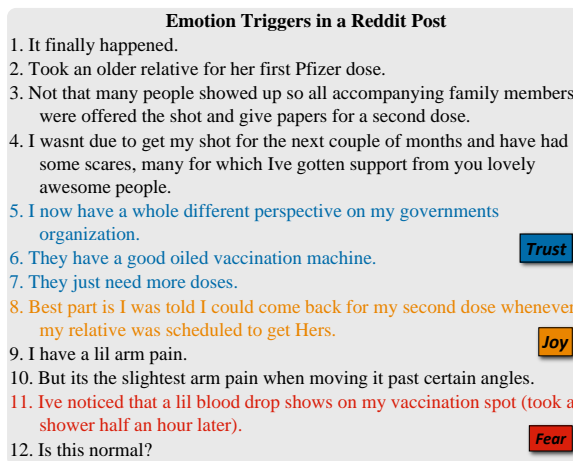 Emotion Triggers in a Reddit Post
1. It finally happened.
2. Took an older relative for her first Pfizer dose.
3. Not that many people showed up so all accompanying family members
were offered the shot and give papers for a second dose.
4. I wasnt due to get my shot for the next couple of months and have had
some scares, many for which Ive gotten support from you lovely
awesome people.
5. I now have a whole different perspective on my governments
organization.
6. They have a good oiled vaccination machine.
Trust
7. They just need more doses.
8. Best part is I was told I could come back for my second dose whenever
my relative was scheduled to get Hers.
Joy
9. I have a lil arm pain.
10. But its the slightest arm pain when moving it past certain angles.
11. Ive noticed that a lil blood drop shows on my vaccination spot (took a
shower half an hour later).
Fear
12. Is this normal?